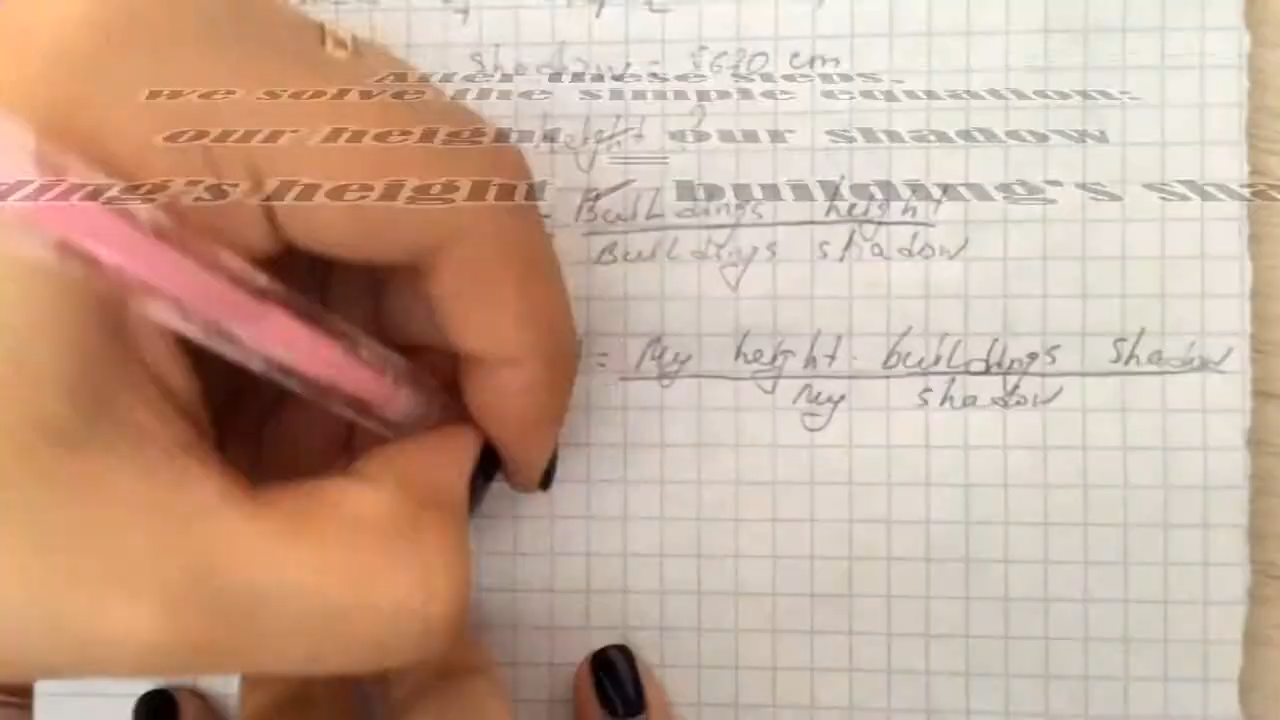 shadow = 5620 cm
After these steps,
we solve the simple equation:
height ?
our height our shadow
building's height building's sha
Buildings height
Buildings shadow
= My height · buildings shadow
my shadow